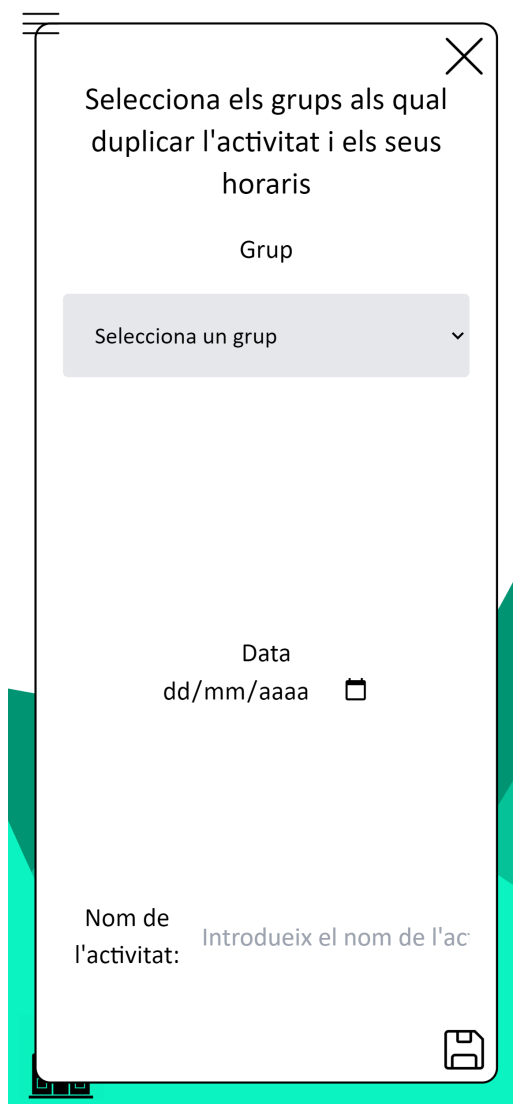 Selecciona els grups als qual
duplicar l'activitat i els seus
horaris
Grup
Selecciona un grup
Data
dd/mm/aaaa
Nom de
l'activitat:
Introdueix el nom de l'ac